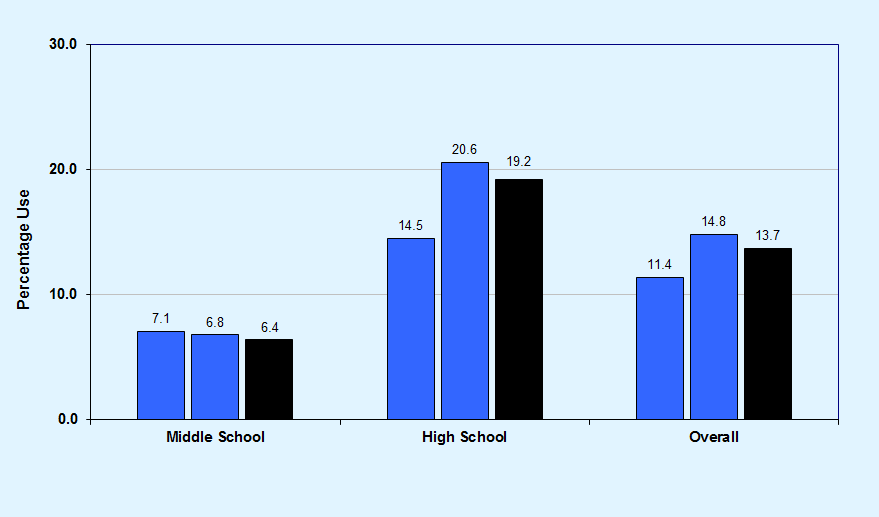 30.0
20.0
10.0
0.0
Percentage Use
7.1 6.8 6.4
14.5 20.6 19.2
11.4 14.8 13.7
Middle School High School Overall